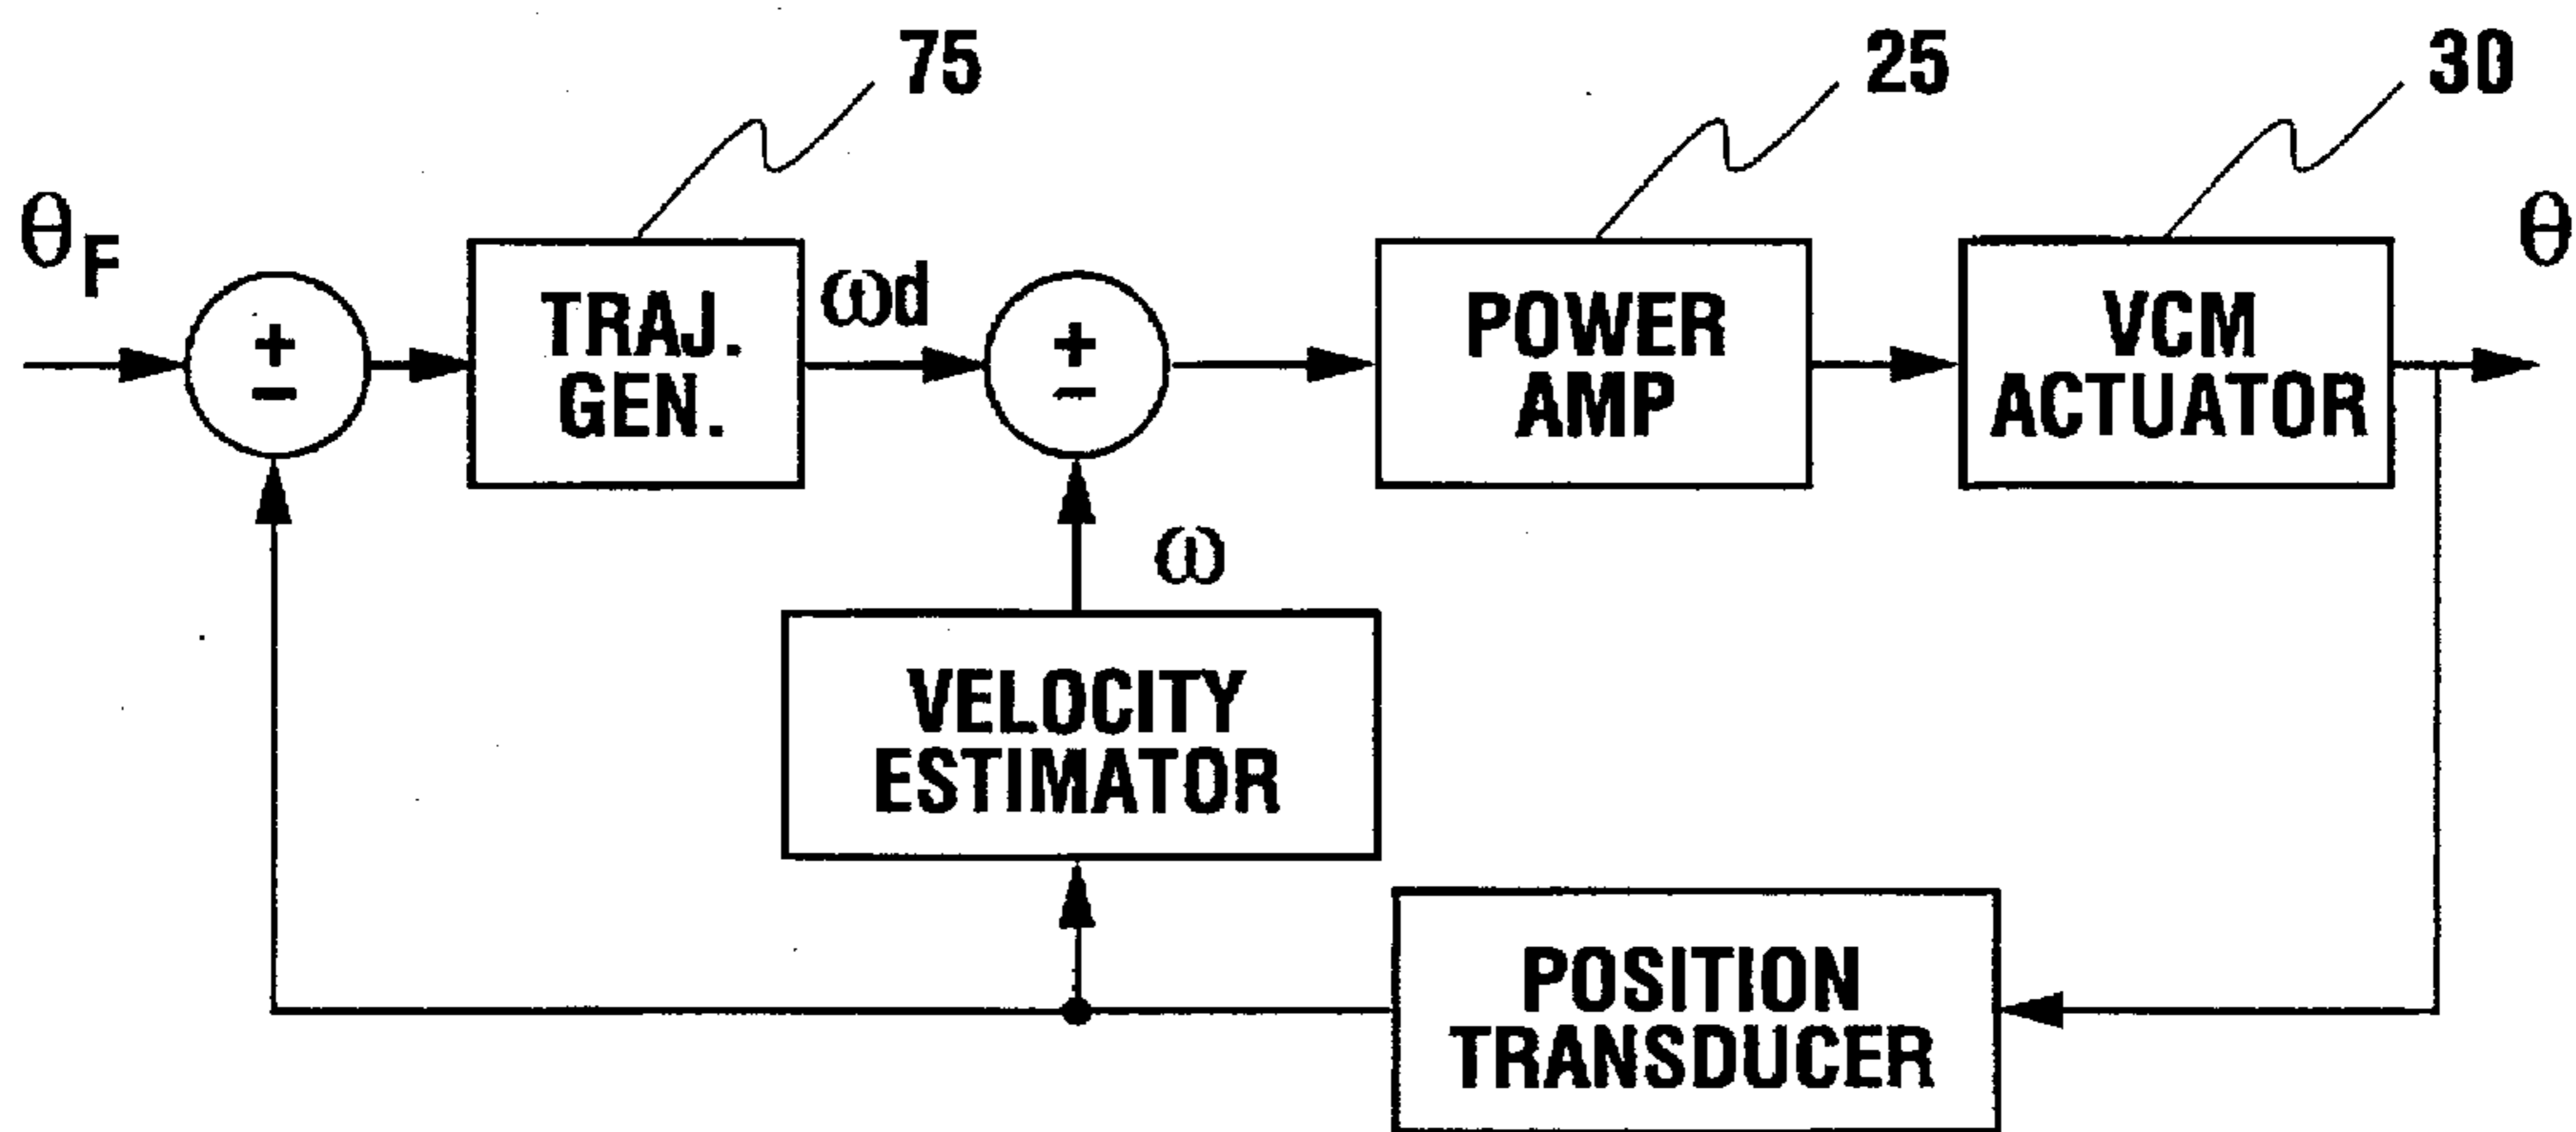 75
25
30
θF
θ
+
−
TRAJ.
GEN.
ωd
+
−
POWER
AMP
VCM
ACTUATOR
ω
VELOCITY
ESTIMATOR
POSITION
TRANSDUCER